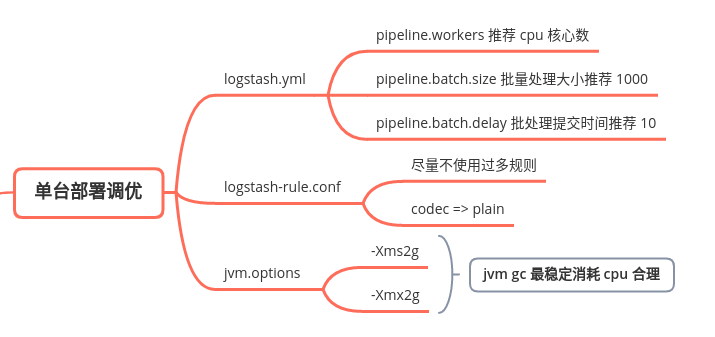 单台部署调优
logstash.yml
pipeline.workers 推荐 cpu 核心数
pipeline.batch.size 批量处理大小推荐 1000
pipeline.batch.delay 批处理提交时间推荐 10
logstash-rule.conf
尽量不使用过多规则
codec => plain
jvm.options
-Xms2g
-Xmx2g
jvm gc 最稳定消耗 cpu 合理